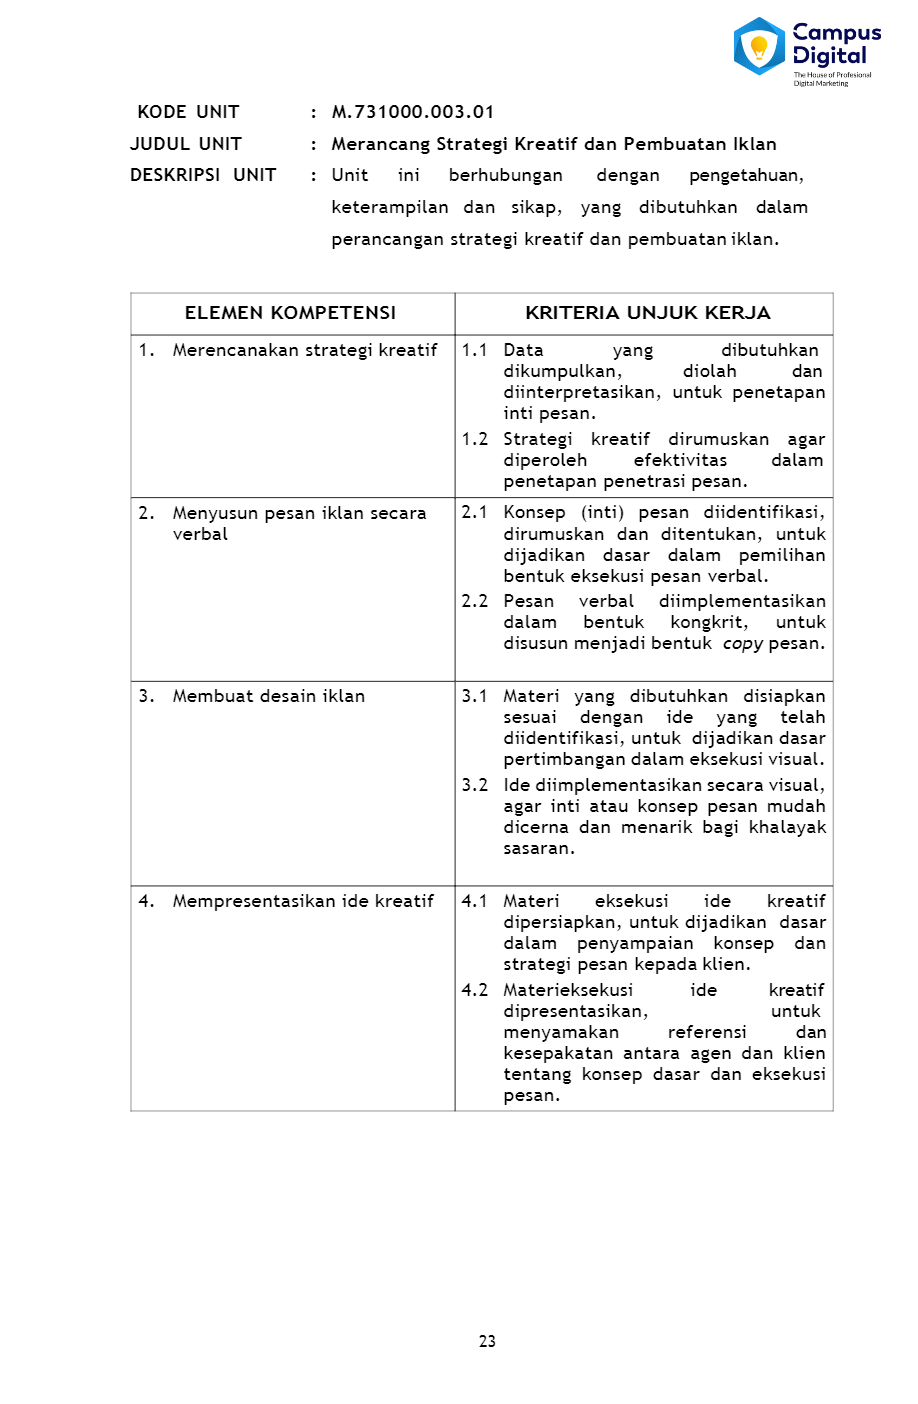 Campus
Digital
The House of Profesional
Digital Marketing
KODE UNIT : M.731000.003.01
JUDUL UNIT : Merancang Strategi Kreatif dan Pembuatan Iklan
DESKRIPSI UNIT : Unit ini berhubungan dengan pengetahuan,
keterampilan dan sikap, yang dibutuhkan dalam
perancangan strategi kreatif dan pembuatan iklan.
ELEMEN KOMPETENSI KRITERIA UNJUK KERJA
1. Merencanakan strategi kreatif
1.1 Data yang dibutuhkan
dikumpulkan, diolah dan
diinterpretasikan, untuk penetapan
inti pesan.
1.2 Strategi kreatif dirumuskan agar
diperoleh efektivitas dalam
penetapan penetrasi pesan.
2. Menyusun pesan iklan secara
verbal
2.1 Konsep (inti) pesan diidentifikasi,
dirumuskan dan ditentukan, untuk
dijadikan dasar dalam pemilihan
bentuk eksekusi pesan verbal.
2.2 Pesan verbal diimplementasikan
dalam bentuk kongkrit, untuk
disusun menjadi bentuk copy pesan.
3. Membuat desain iklan
3.1 Materi yang dibutuhkan disiapkan
sesuai dengan ide yang telah
diidentifikasi, untuk dijadikan dasar
pertimbangan dalam eksekusi visual.
3.2 Ide diimplementasikan secara visual,
agar inti atau konsep pesan mudah
dicerna dan menarik bagi khalayak
sasaran.
4. Mempresentasikan ide kreatif
4.1 Materi eksekusi ide kreatif
dipersiapkan, untuk dijadikan dasar
dalam penyampaian konsep dan
strategi pesan kepada klien.
4.2 Materieksekusi ide kreatif
dipresentasikan, untuk
menyamakan referensi dan
kesepakatan antara agen dan klien
tentang konsep dasar dan eksekusi
pesan.
23